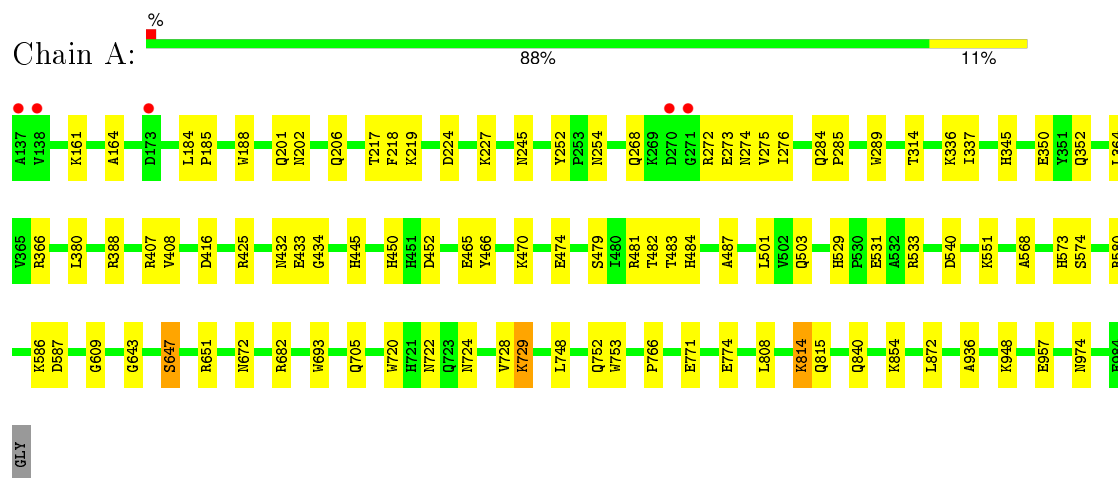 %
Chain A:
88% 11%
A137 V138 K161 A164 D173 L184 P185 W188 Q201 N202 Q206 T217 F218 K219 D224 K227 N245 Y252 P253 N254 Q268 K269 D270 G271 R272 E273 N274 V275 I276 Q284 P285 W289 T314 K336 I337 H345 E350 Y351 Q352 L364
V365 R366 L380 R388 R407 V408 D416 R425 N432 E433 G434 H445 H450 H451 D452 E465 Y466 K470 E474 S479 I480 R481 T482 T483 H484 A487 L501 V502 Q503 H529 P530 E531 A532 R533 D540 K551 A568 H573 S574 R580
K586 D587 G609 G643 S647 R651 N672 R682 W693 Q705 W720 H721 N722 Q723 N724 V728 K729 L748 Q752 W753 P766 E771 E774 L808 K814 Q815 Q840 K854 L872 A936 K948 E957 N974
GLY